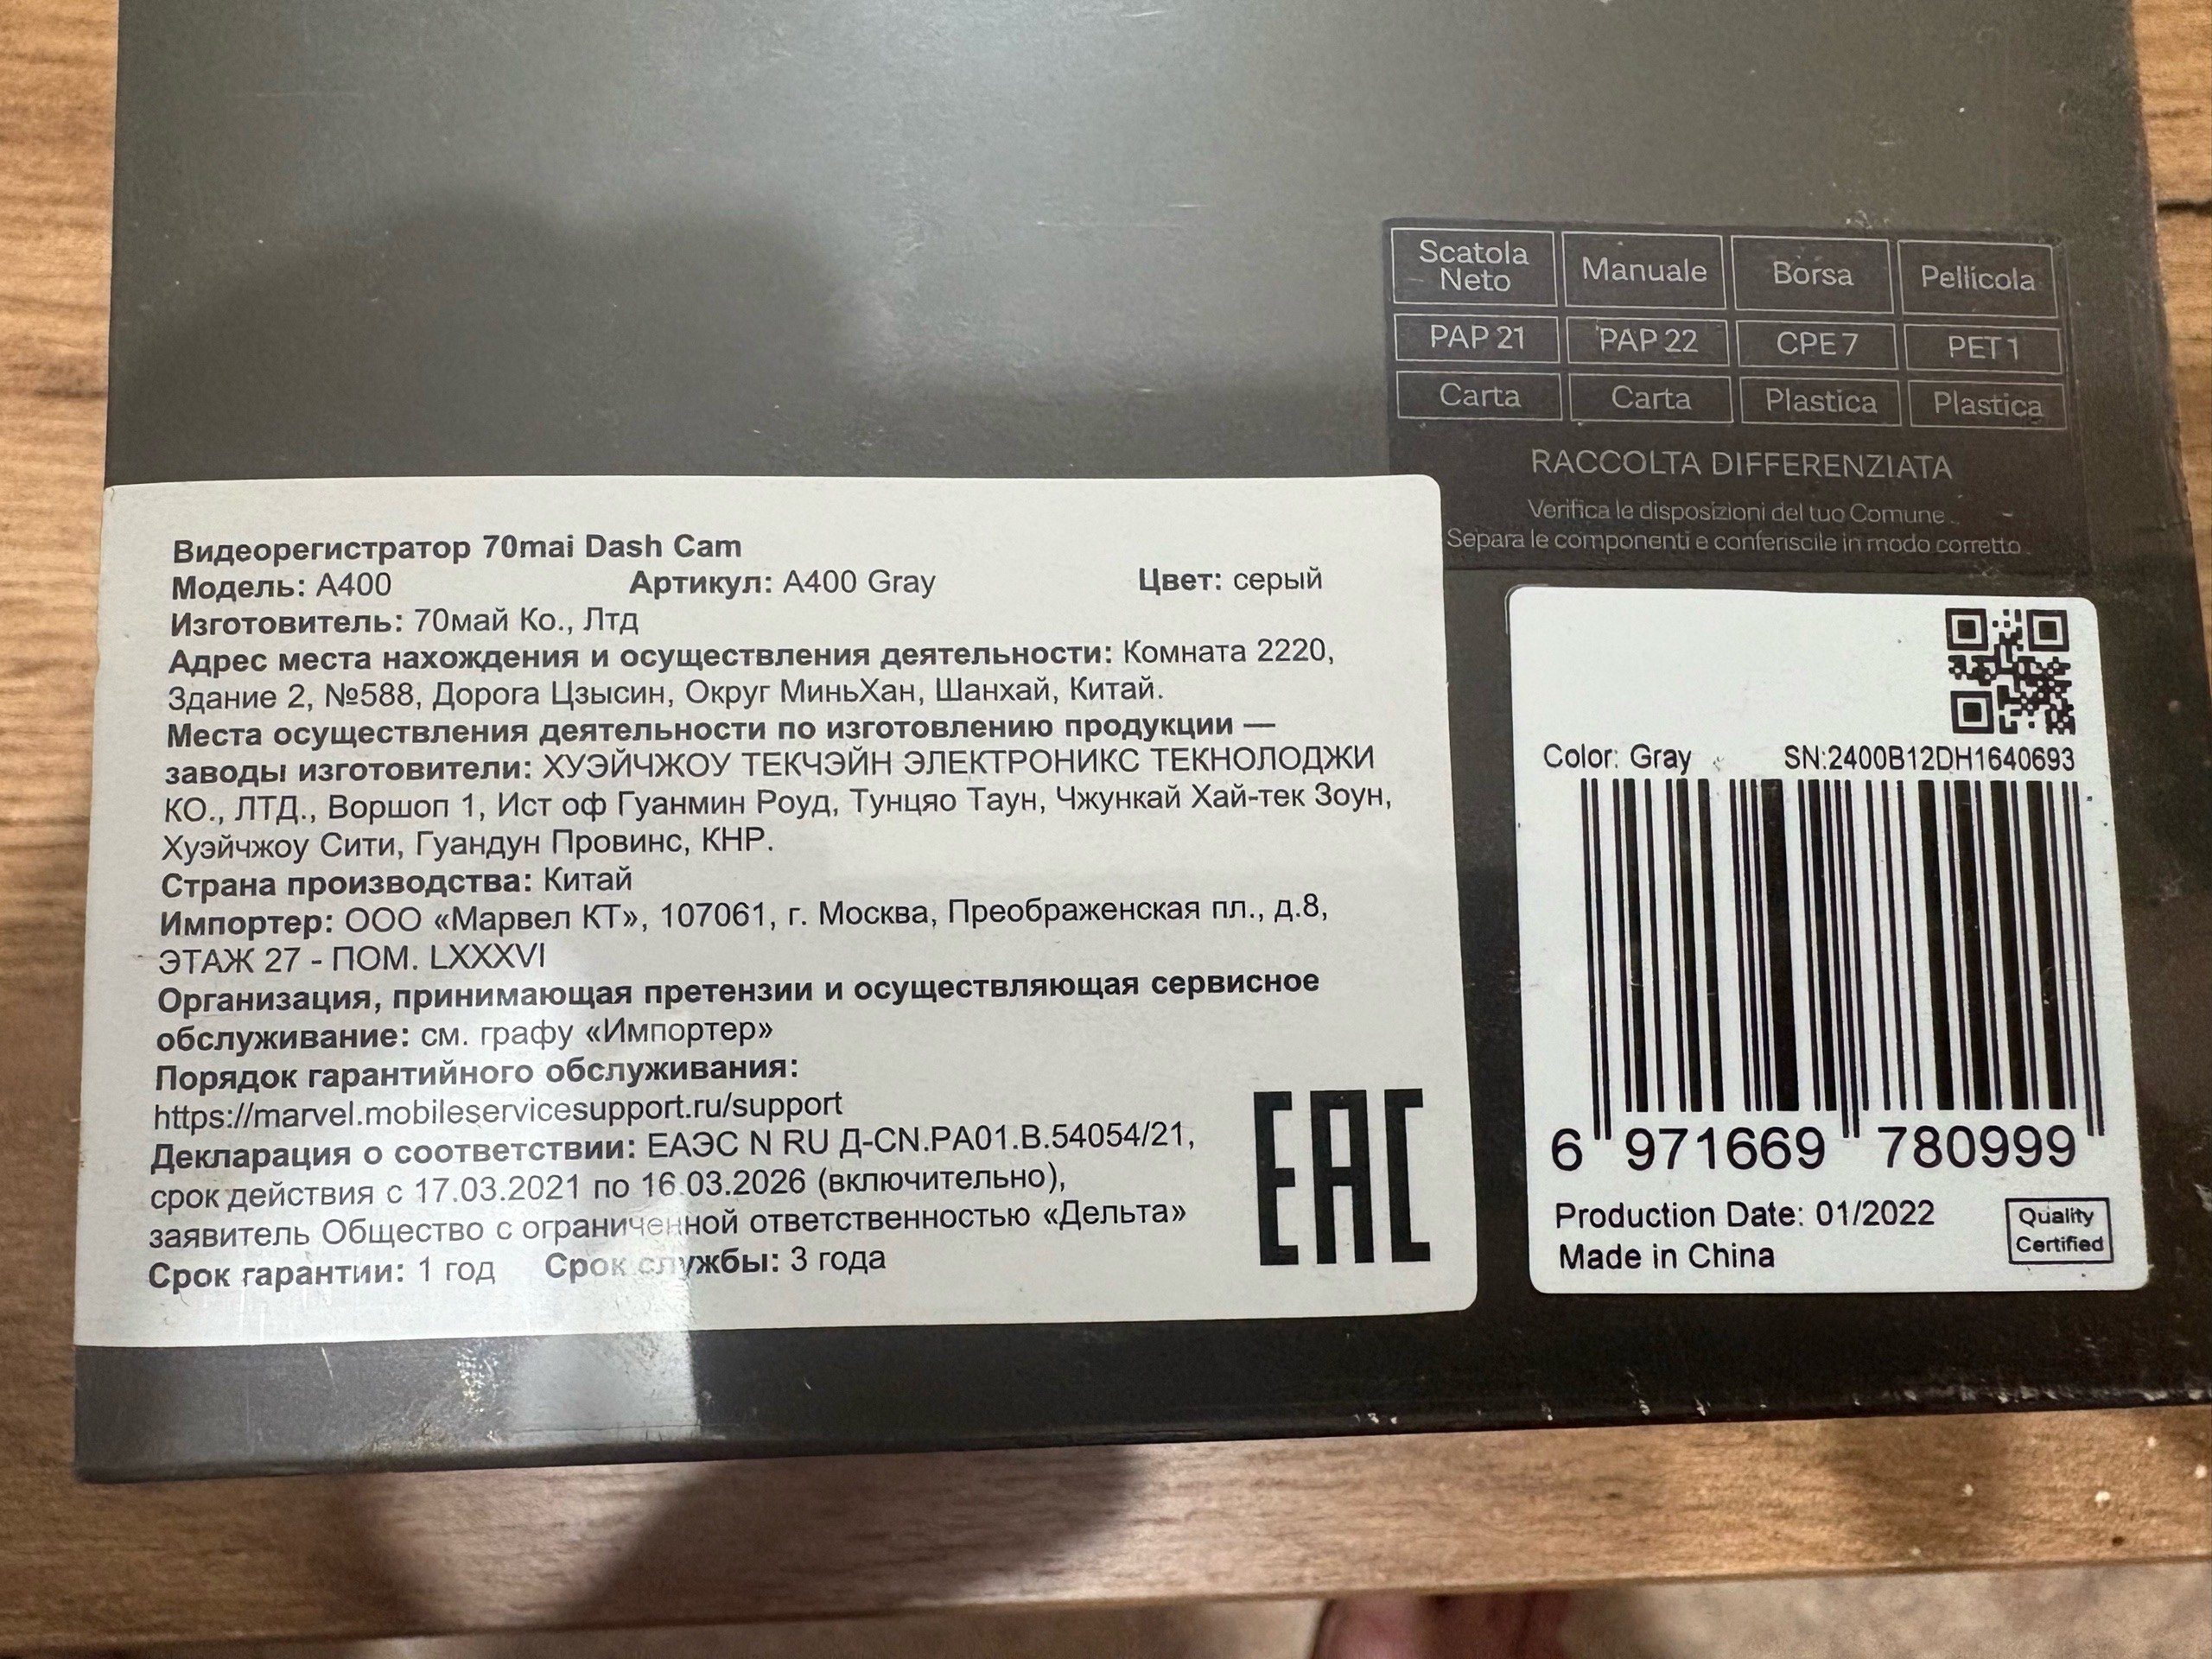 Scatola Neto Manuale Borsa Pellicola
PAP 21 PAP 22 CPE 7 PET 1
Carta Carta Plastica Plastica
RACCOLTA DIFFERENZIATA
Verifica le disposizioni del tuo Comune.
Separa le componenti e conferiscile in modo corretto.
Видеорегистратор 70mai Dash Cam
Модель: A400 Артикул: A400 Gray Цвет: серый
Изготовитель: 70май Ко., Лтд
Адрес места нахождения и осуществления деятельности: Комната 2220,
Здание 2, №588, Дорога Цзысин, Округ МиньХан, Шанхай, Китай.
Места осуществления деятельности по изготовлению продукции —
заводы изготовители: ХУЭЙЧЖОУ ТЕКЧЭЙН ЭЛЕКТРОНИКС ТЕКНОЛОДЖИ
КО., ЛТД., Воршоп 1, Ист оф Гуанмин Роуд, Тунцяо Таун, Чжункай Хай-тек Зоун,
Хуэйчжоу Сити, Гуандун Провинс, КНР.
Страна производства: Китай
Импортер: ООО «Марвел КТ», 107061, г. Москва, Преображенская пл., д.8,
ЭТАЖ 27 - ПОМ. LXXXVI
Организация, принимающая претензии и осуществляющая сервисное
обслуживание: см. графу «Импортер»
Порядок гарантийного обслуживания:
https://marvel.mobileservicesupport.ru/support
Декларация о соответствии: ЕАЭС N RU Д-CN.РА01.В.54054/21,
срок действия с 17.03.2021 по 16.03.2026 (включительно),
заявитель Общество с ограниченной ответственностью «Дельта»
Срок гарантии: 1 год Срок службы: 3 года
EAC
Color: Gray SN:2400B12DH1640693
6 971669 780999
Production Date: 01/2022
Made in China
Quality
Certified